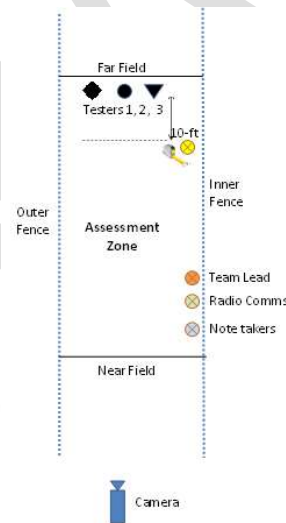 Far Field
Testers 1, 2, 3
10-ft
Inner
Fence
Outer
Fence
Assessment
Zone
Team Lead
Radio Comms
Note takers
Near Field
Camera